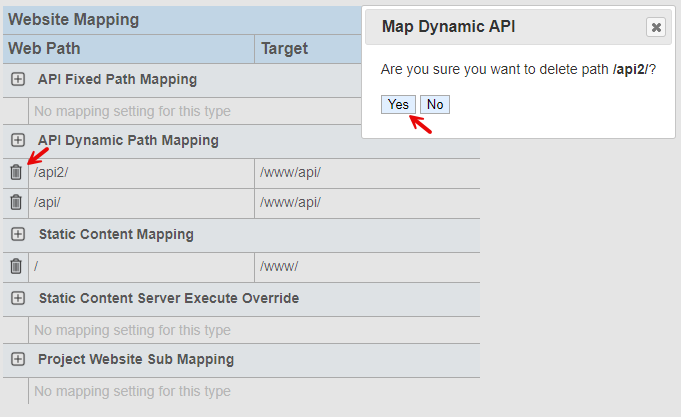 Website Mapping
Web Path Target
API Fixed Path Mapping
No mapping setting for this type
API Dynamic Path Mapping
/api2/ /www/api/
/api/ /www/api/
Static Content Mapping
/ /www/
Static Content Server Execute Override
No mapping setting for this type
Project Website Sub Mapping
No mapping setting for this type
Map Dynamic API
Are you sure you want to delete path /api2/?
Yes No